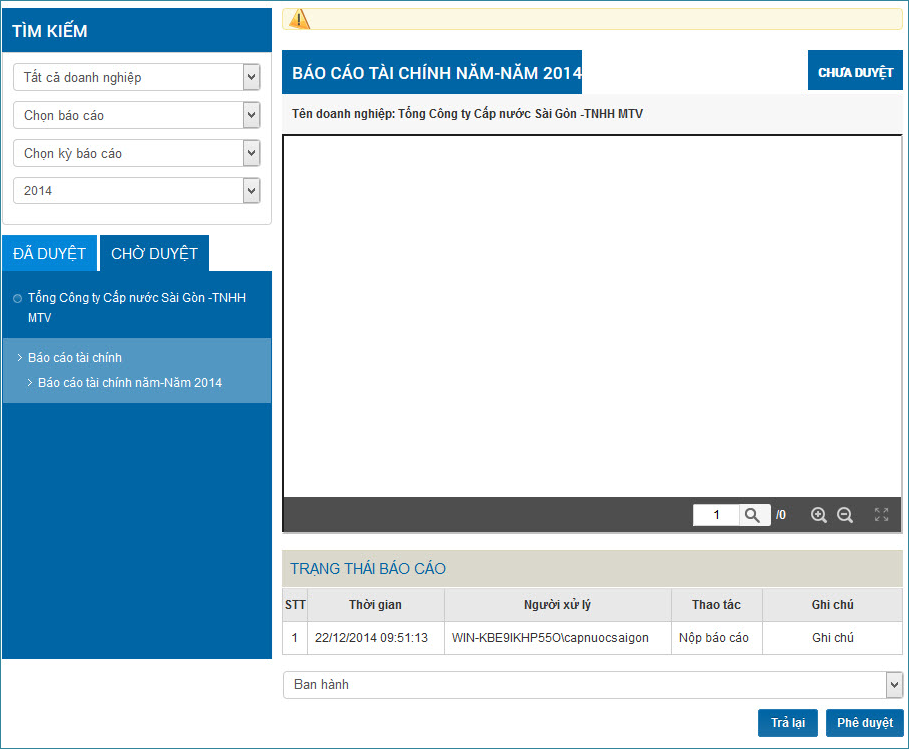 TÌM KIẾM
Tất cả doanh nghiệp
Chọn báo cáo
Chọn kỳ báo cáo
2014
ĐÃ DUYỆT
CHỜ DUYỆT
Tổng Công ty Cấp nước Sài Gòn -TNHH
MTV
Báo cáo tài chính
Báo cáo tài chính năm-Năm 2014
BÁO CÁO TÀI CHÍNH NĂM-NĂM 2014
CHƯA DUYỆT
Tên doanh nghiệp: Tổng Công ty Cấp nước Sài Gòn -TNHH MTV
1 /0
TRẠNG THÁI BÁO CÁO
STT Thời gian Người xử lý Thao tác Ghi chú
1 22/12/2014 09:51:13 WIN-KBE9IKHP55O\capnuocsaigon Nộp báo cáo Ghi chú
Ban hành
Trả lại Phê duyệt